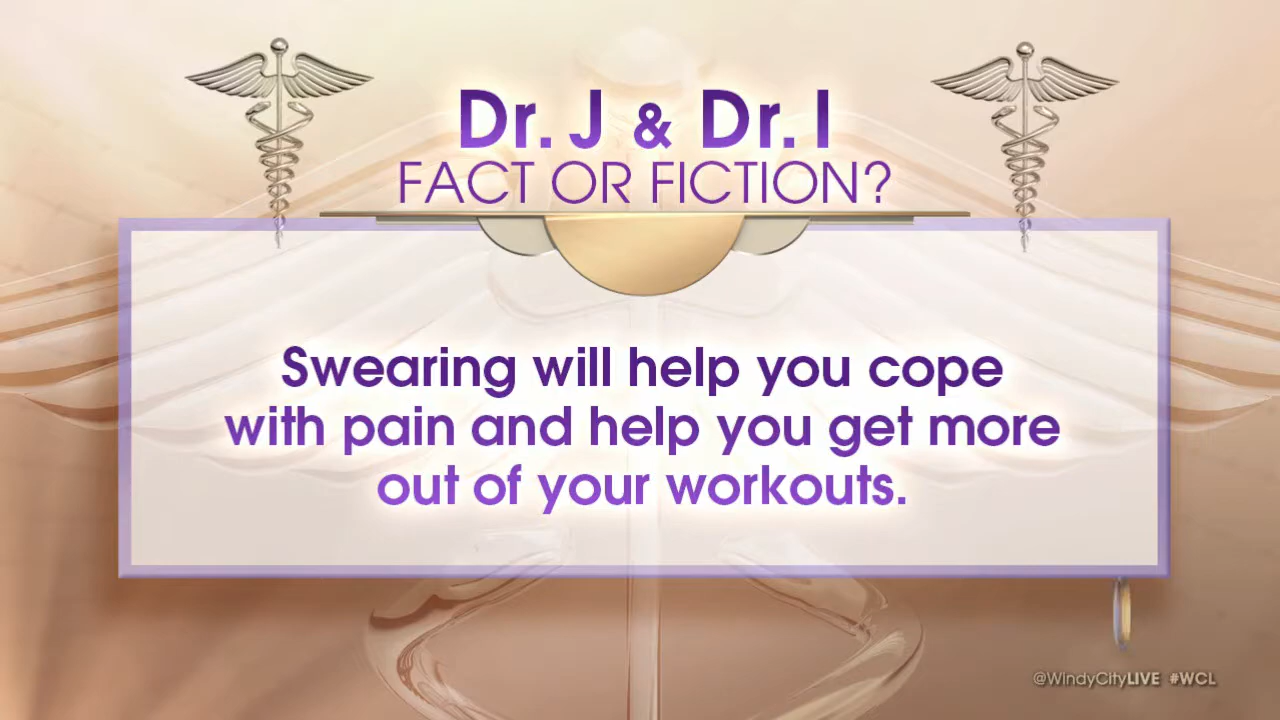 Dr. J & Dr. I
FACT OR FICTION?
Swearing will help you cope
with pain and help you get more
out of your workouts.
@WindyCityLIVE #WCL